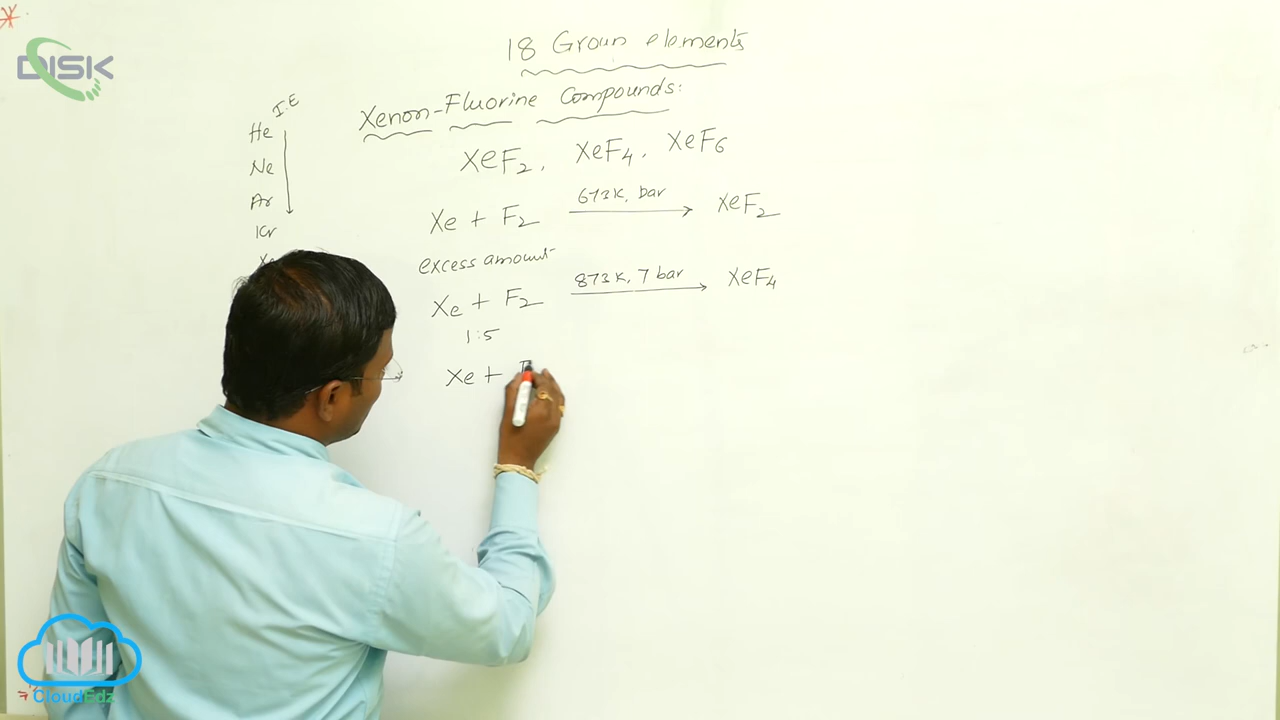 18 Group elements
DISK
Xenon-Fluorine Compounds:
I.E
He
Ne
Ar
Kr
Xe
XeF2, XeF4, XeF6
Xe + F2 673K, bar XeF2
excess amount
Xe + F2 873K, 7 bar XeF4
1:5
Xe + F
CloudEdz